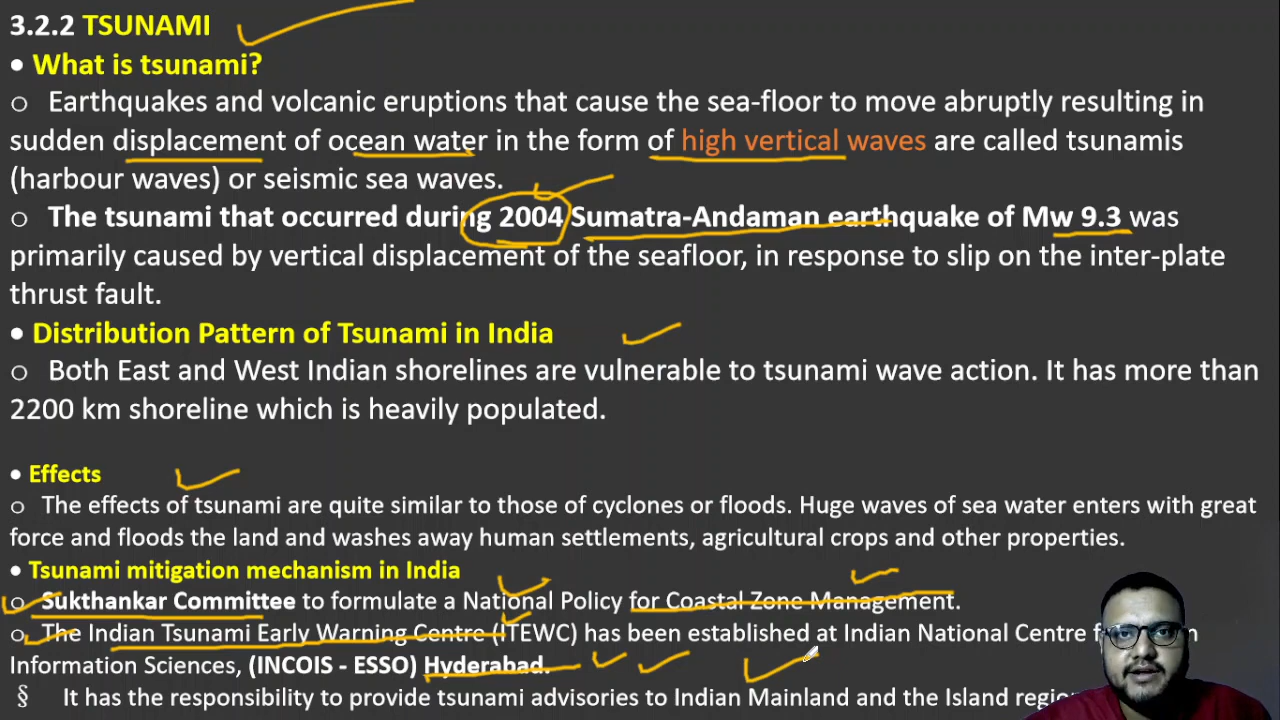 3.2.2 TSUNAMI
• What is tsunami?
o Earthquakes and volcanic eruptions that cause the sea-floor to move abruptly resulting in
sudden displacement of ocean water in the form of high vertical waves are called tsunamis
(harbour waves) or seismic sea waves.
o The tsunami that occurred during 2004 Sumatra-Andaman earthquake of Mw 9.3 was
primarily caused by vertical displacement of the seafloor, in response to slip on the inter-plate
thrust fault.
• Distribution Pattern of Tsunami in India
o Both East and West Indian shorelines are vulnerable to tsunami wave action. It has more than
2200 km shoreline which is heavily populated.
• Effects
o The effects of tsunami are quite similar to those of cyclones or floods. Huge waves of sea water enters with great
force and floods the land and washes away human settlements, agricultural crops and other properties.
• Tsunami mitigation mechanism in India
o Sukthankar Committee to formulate a National Policy for Coastal Zone Management.
o The Indian Tsunami Early Warning Centre (ITEWC) has been established at Indian National Centre
Information Sciences, (INCOIS - ESSO) Hyderabad.
§ It has the responsibility to provide tsunami advisories to Indian Mainland and the Island